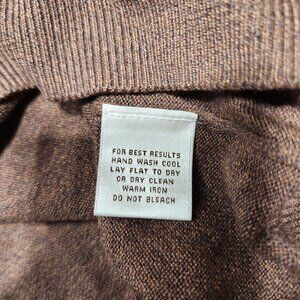 FOR BEST RESULTS
HAND WASH COOL
LAY FLAT TO DRY
OR DRY CLEAN
WARM IRON
DO NOT BLEACH